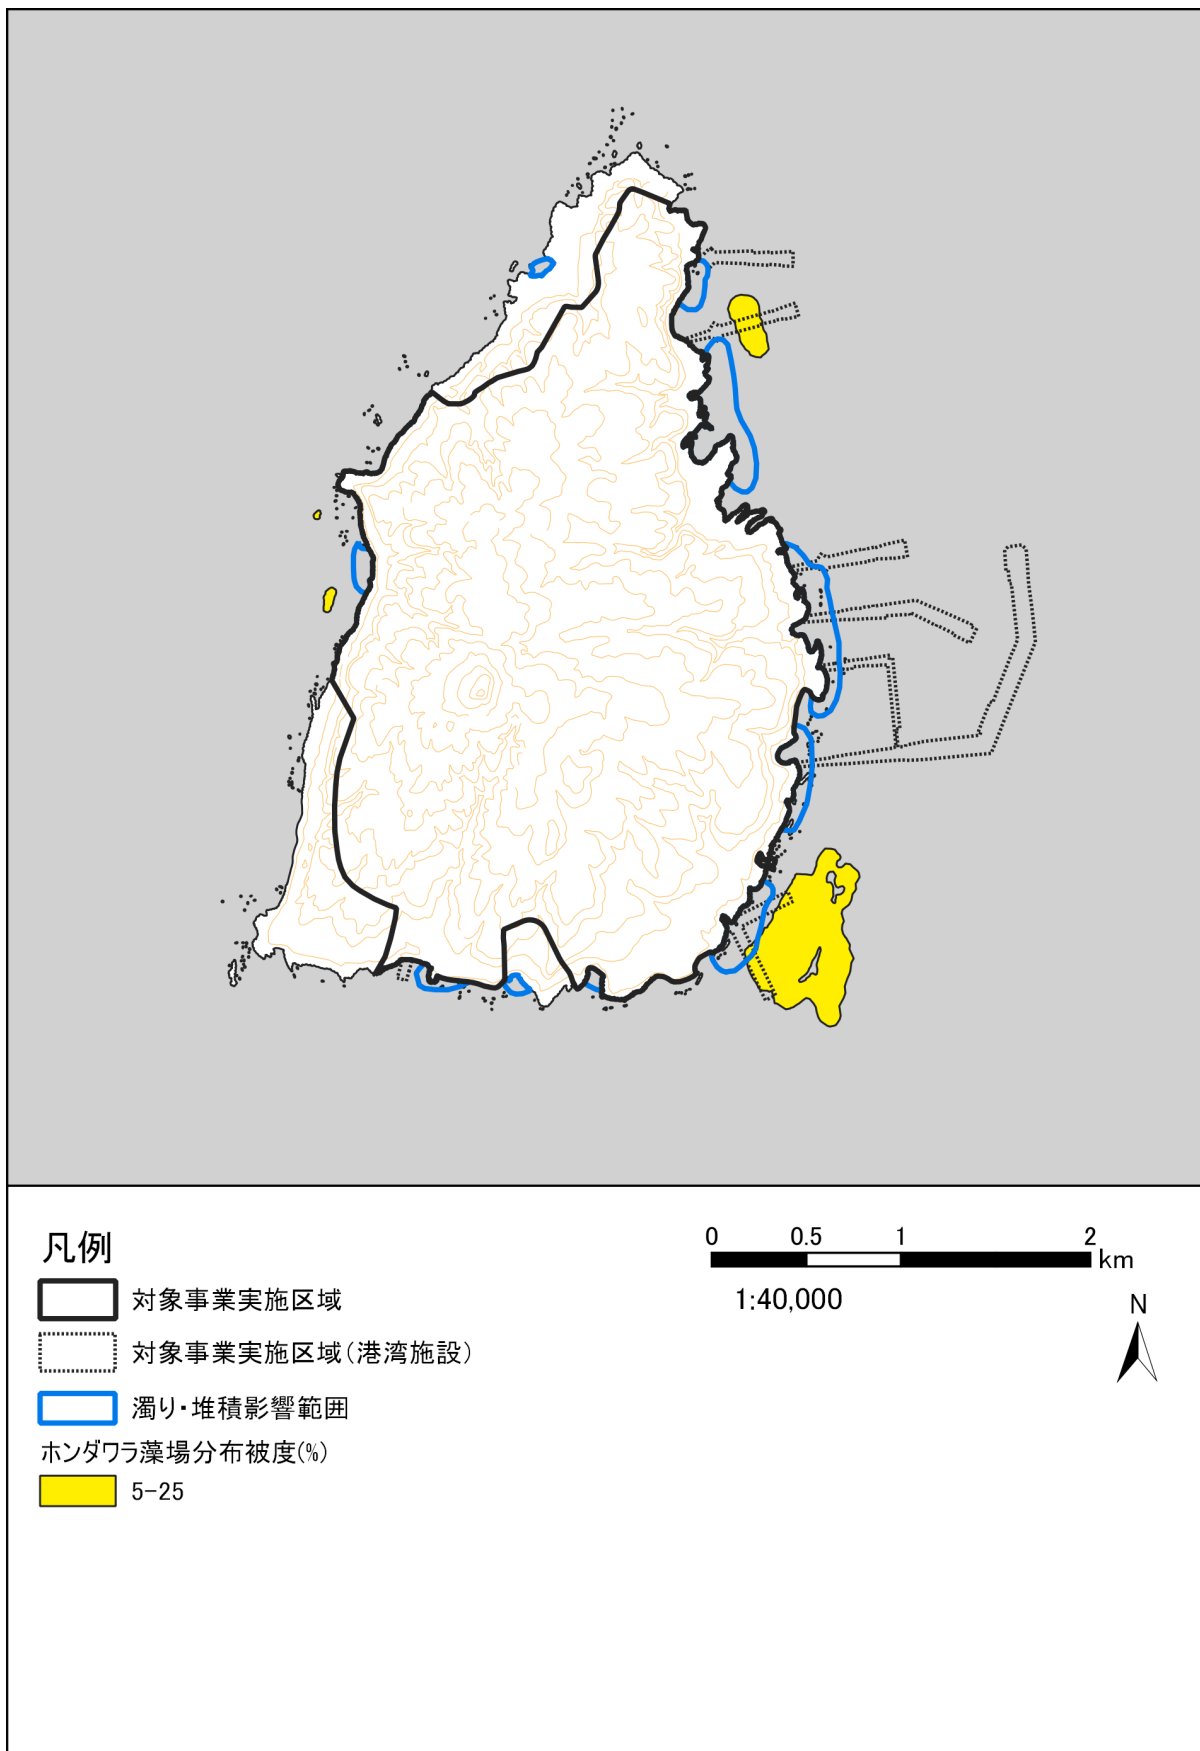 凡例
対象事業実施区域
対象事業実施区域(港湾施設)
濁り・堆積影響範囲
ホンダワラ藻場分布被度(%)
5-25
0 0.5 1 2
km
1:40,000
N